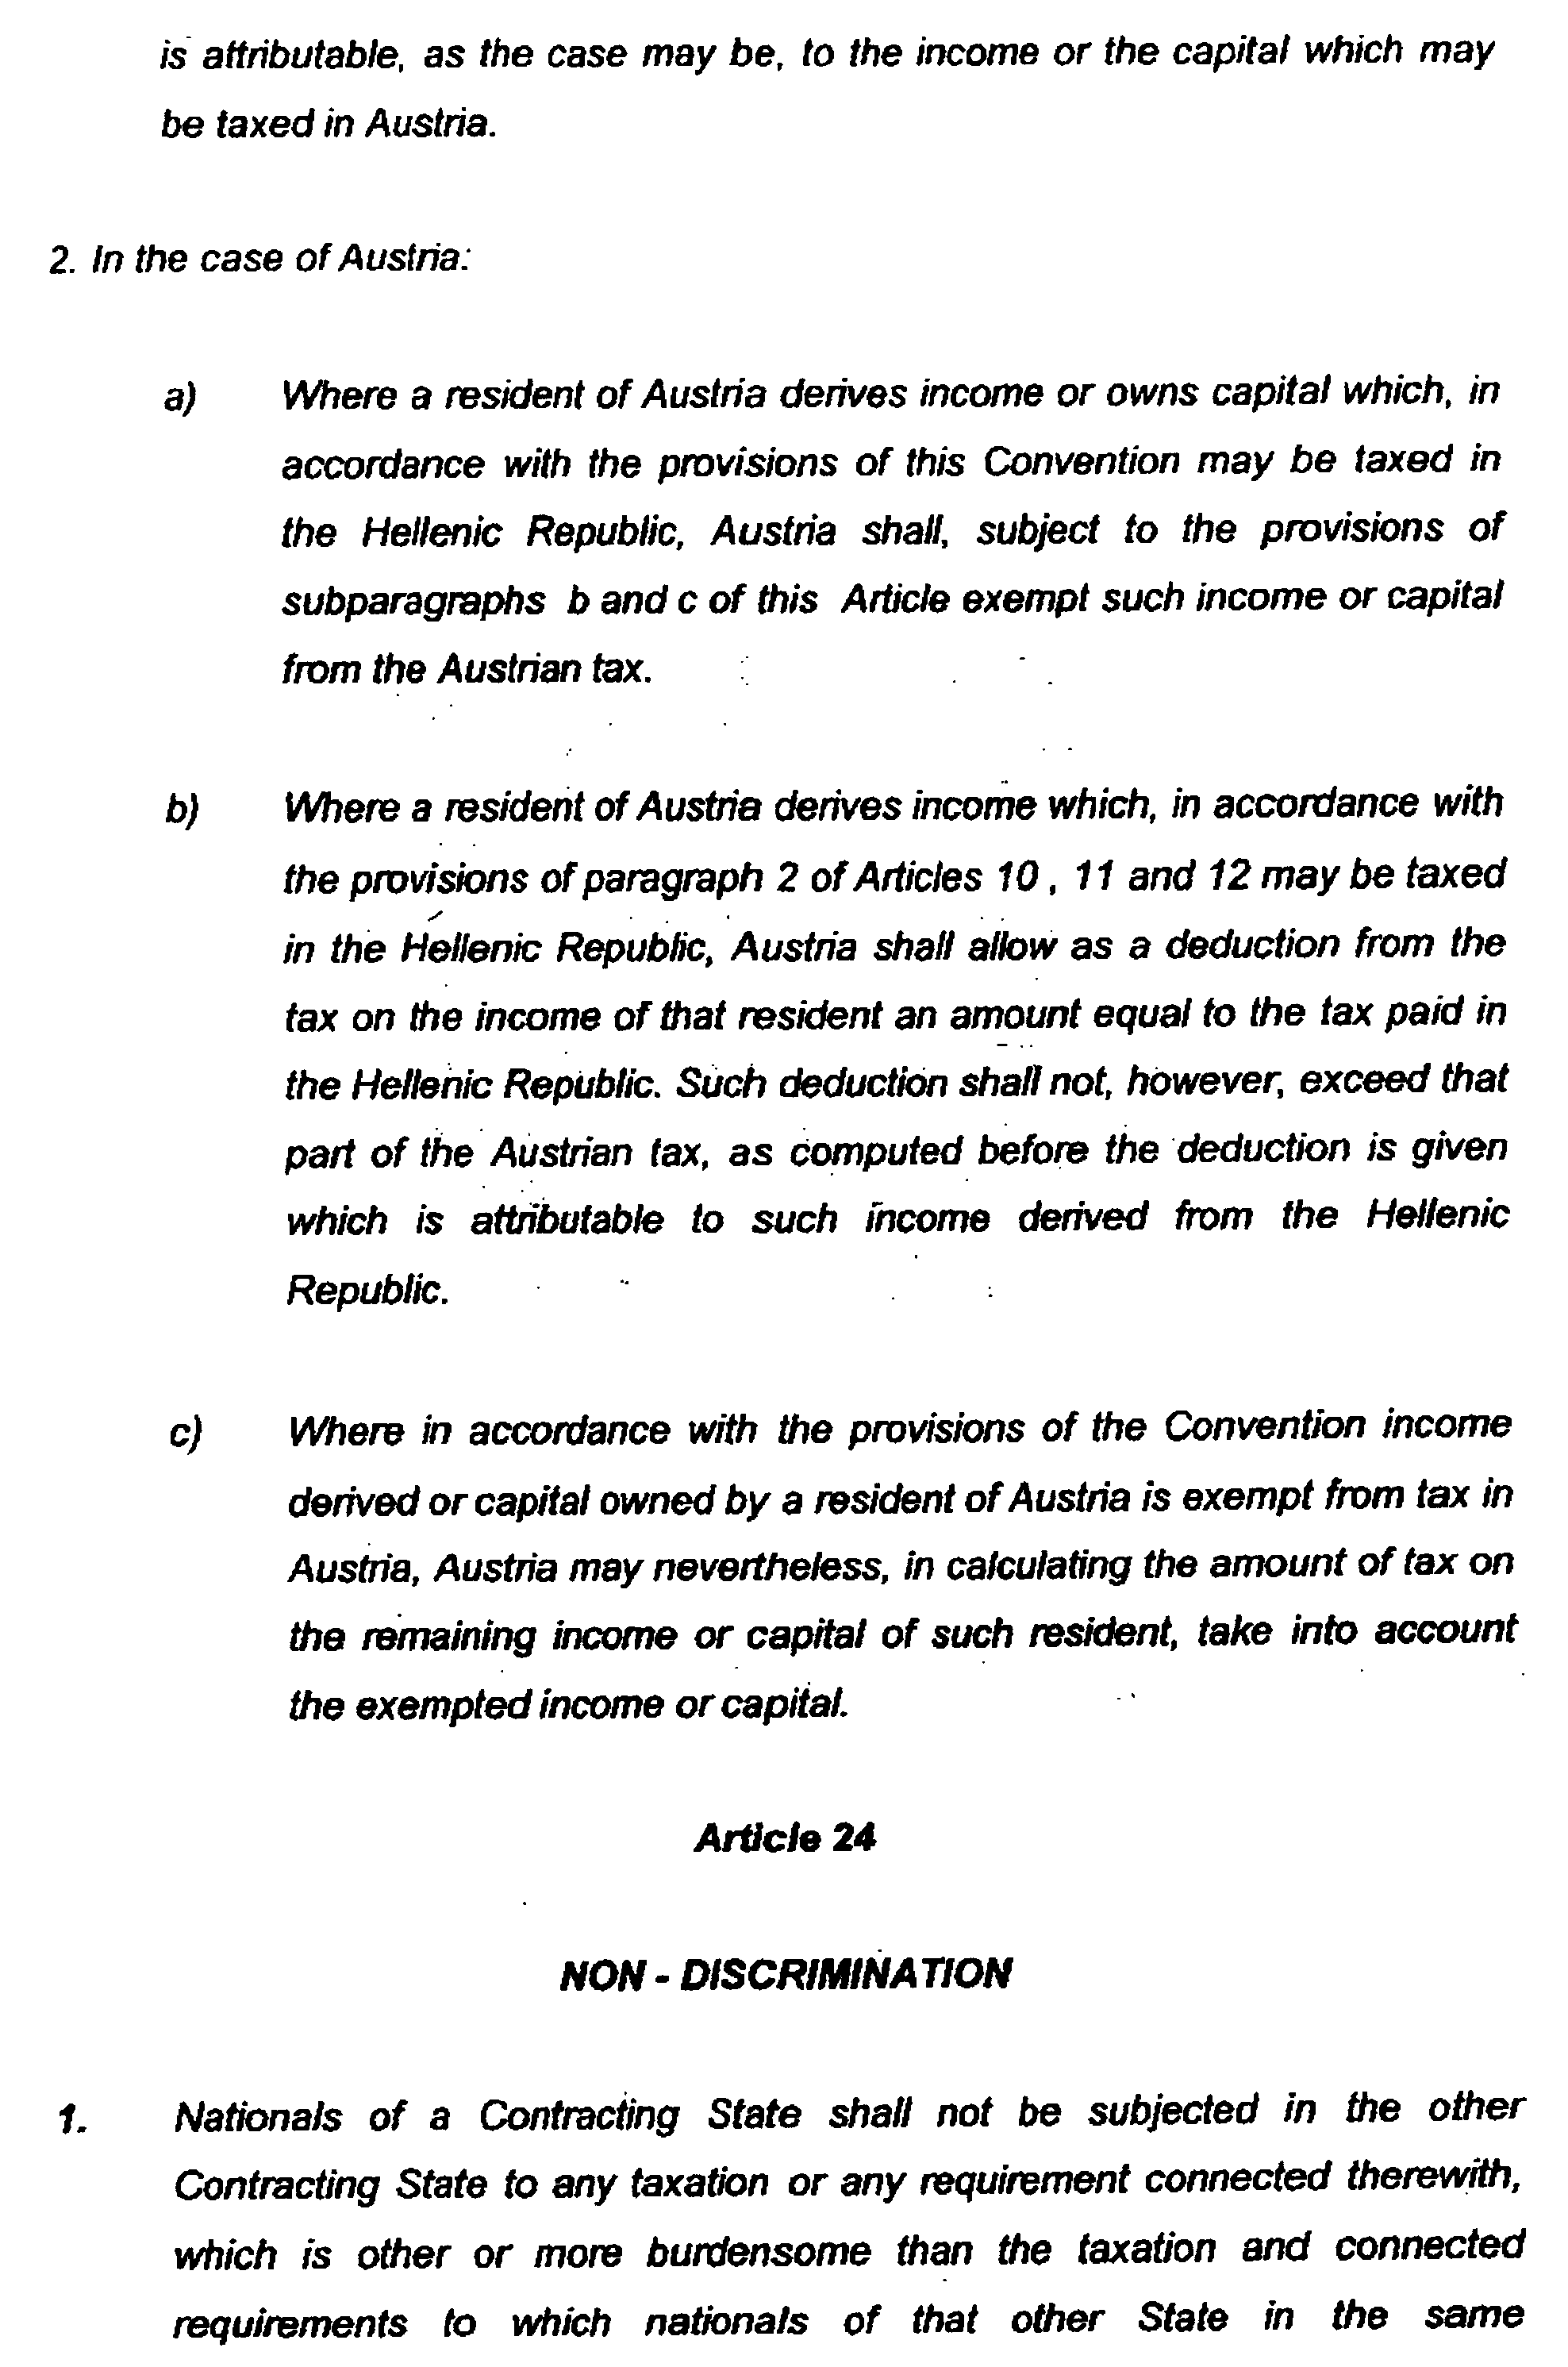 is attributable, as the case may be, to the income or the capital which may
be taxed in Austria.
2. In the case of Austria:
a) Where a resident of Austria derives income or owns capital which, in
accordance with the provisions of this Convention may be taxed in
the Hellenic Republic, Austria shall, subject to the provisions of
subparagraphs b and c of this Article exempt such income or capital
from the Austrian tax.
b) Where a resident of Austria derives income which, in accordance with
the provisions of paragraph 2 of Articles 10 , 11 and 12 may be taxed
in the Hellenic Republic, Austria shall allow as a deduction from the
tax on the income of that resident an amount equal to the tax paid in
the Hellenic Republic. Such deduction shall not, however, exceed that
part of the Austrian tax, as computed before the deduction is given
which is attributable to such income derived from the Hellenic
Republic.
c) Where in accordance with the provisions of the Convention income
derived or capital owned by a resident of Austria is exempt from tax in
Austria, Austria may nevertheless, in calculating the amount of tax on
the remaining income or capital of such resident, take into account
the exempted income or capital.
Article 24
NON - DISCRIMINATION
1. Nationals of a Contracting State shall not be subjected in the other
Contracting State to any taxation or any requirement connected therewith,
which is other or more burdensome than the taxation and connected
requirements to which nationals of that other State in the same